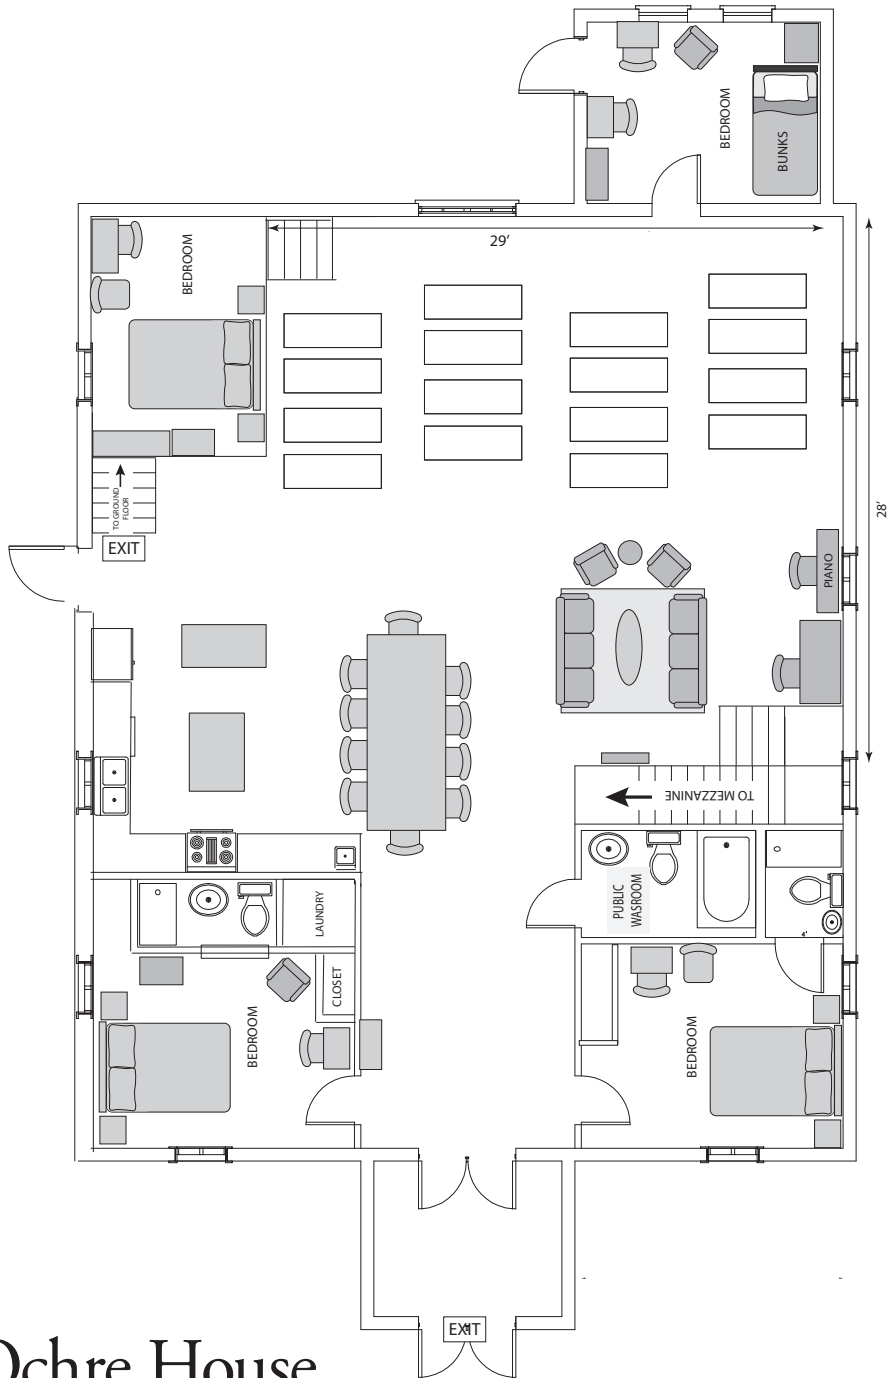 BEDROOM
BUNKS
29'
BEDROOM
TO GROUND
FLOOR
EXIT
28'
PIANO
TO MEZZANINE
PUBLIC
WASROOM
LAUNDRY
4'
CLOSET
BEDROOM
BEDROOM
EXIT
Ochre House